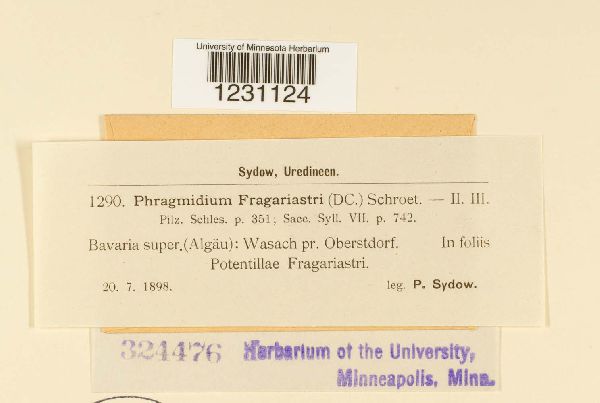 University of Minnesota Herbarium
1231124
Sydow, Uredineen.
1290. Phragmidium Fragariastri (DC.) Schroet. — II. III.
Pilz. Schles. p. 351; Sacc. Syll. VII. p. 742.
Bavaria super. (Algäu): Wasach pr. Oberstdorf. In foliis
Potentillae Fragariastri.
20. 7. 1898. leg. P. Sydow.
324476 Herbarium of the University,
Minneapolis, Minn.